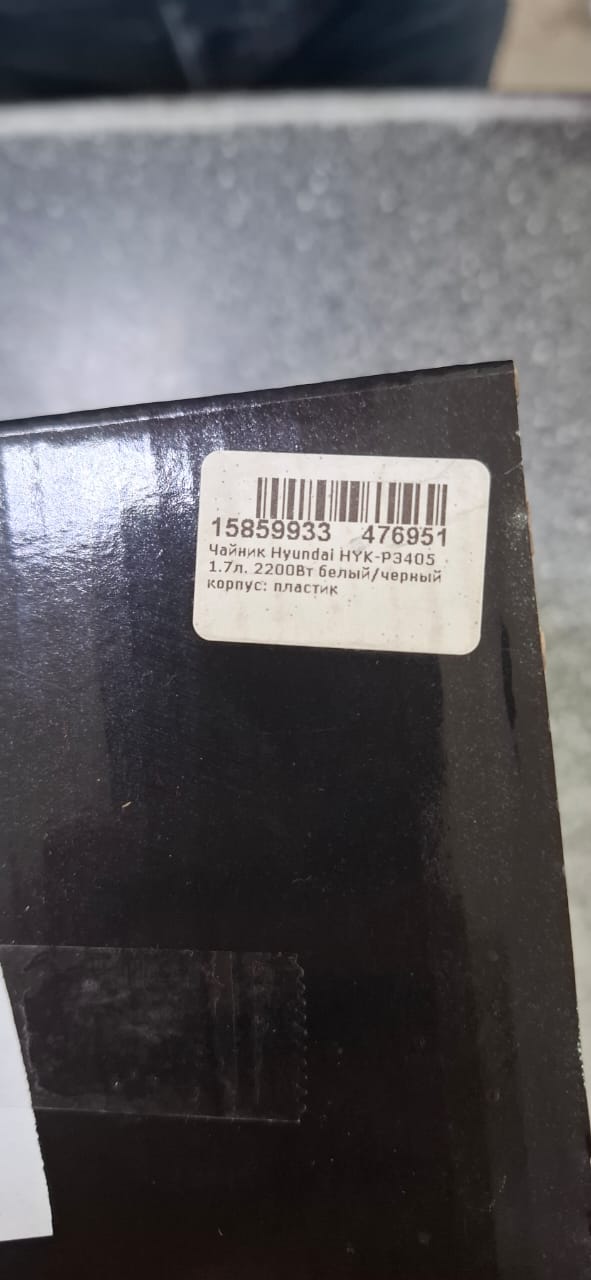 15859933 476951
Чайник Hyundai HYK-P3405
1.7л. 2200Вт белый/черный
корпус: пластик